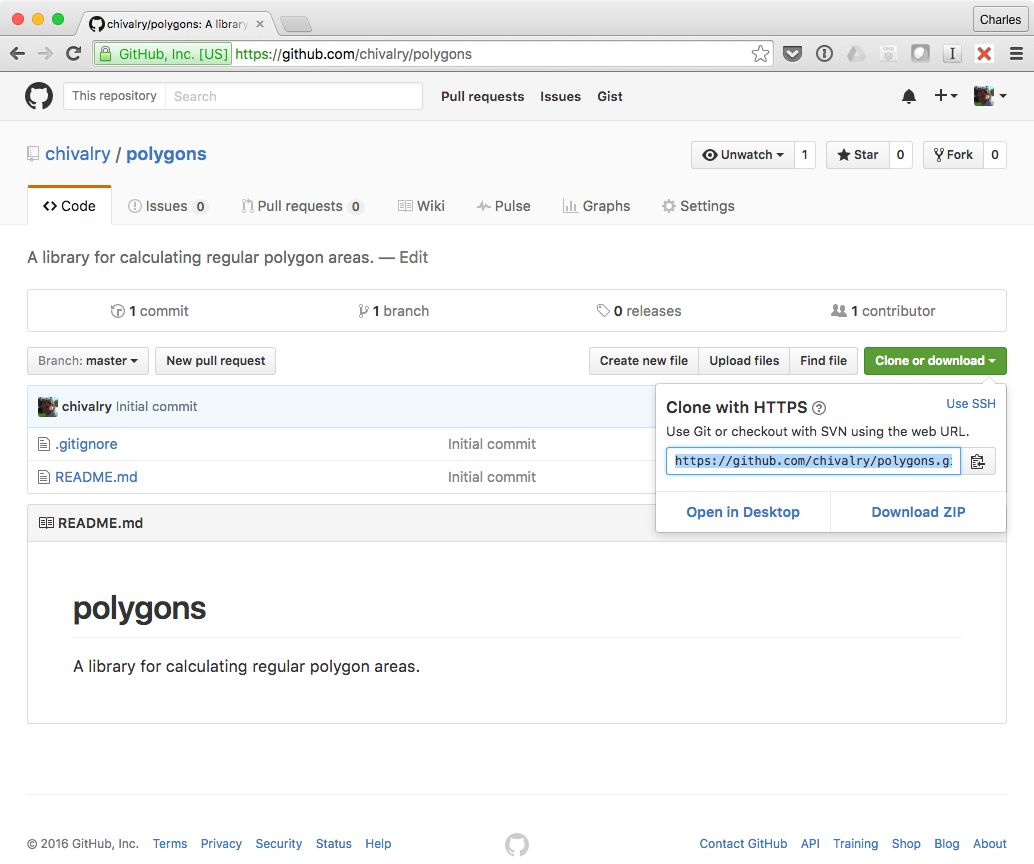 chivalry/polygons: A library
Charles
GitHub, Inc. [US] https://github.com/chivalry/polygons
This repository Search Pull requests Issues Gist
chivalry / polygons
Unwatch 1 Star 0 Fork 0
Code Issues 0 Pull requests 0 Wiki Pulse Graphs Settings
A library for calculating regular polygon areas. — Edit
1 commit 1 branch 0 releases 1 contributor
Branch: master New pull request Create new file Upload files Find file Clone or download
chivalry Initial commit
.gitignore Initial commit
README.md Initial commit
Clone with HTTPS Use SSH
Use Git or checkout with SVN using the web URL.
https://github.com/chivalry/polygons.g
Open in Desktop Download ZIP
README.md
polygons
A library for calculating regular polygon areas.
© 2016 GitHub, Inc. Terms Privacy Security Status Help Contact GitHub API Training Shop Blog About